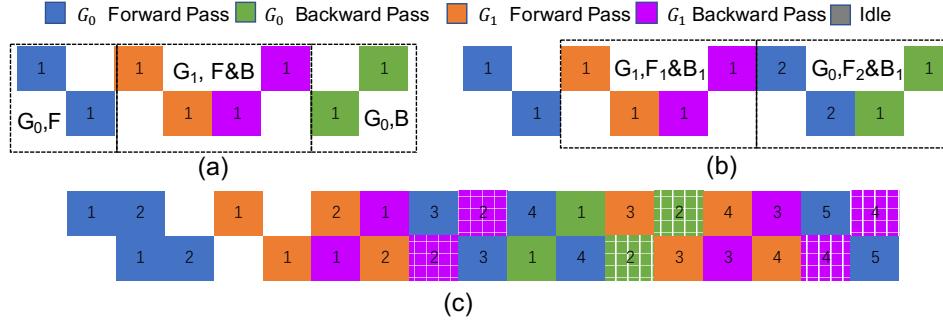 G₀ Forward Pass G₀ Backward Pass G₁ Forward Pass G₁ Backward Pass Idle
1 1 G₁, F&B 1 1
1 1 1 1
G₀,F G₀,B
(a)
1 1 G₁,F₁&B₁ 1 2 G₀,F₂&B₁ 1
1 1 1 2 1
(b)
1 2 1 2 1 3 2 4 1 3 2 4 3 5 4
1 2 1 1 2 2 3 1 4 2 3 3 4 4 5
(c)